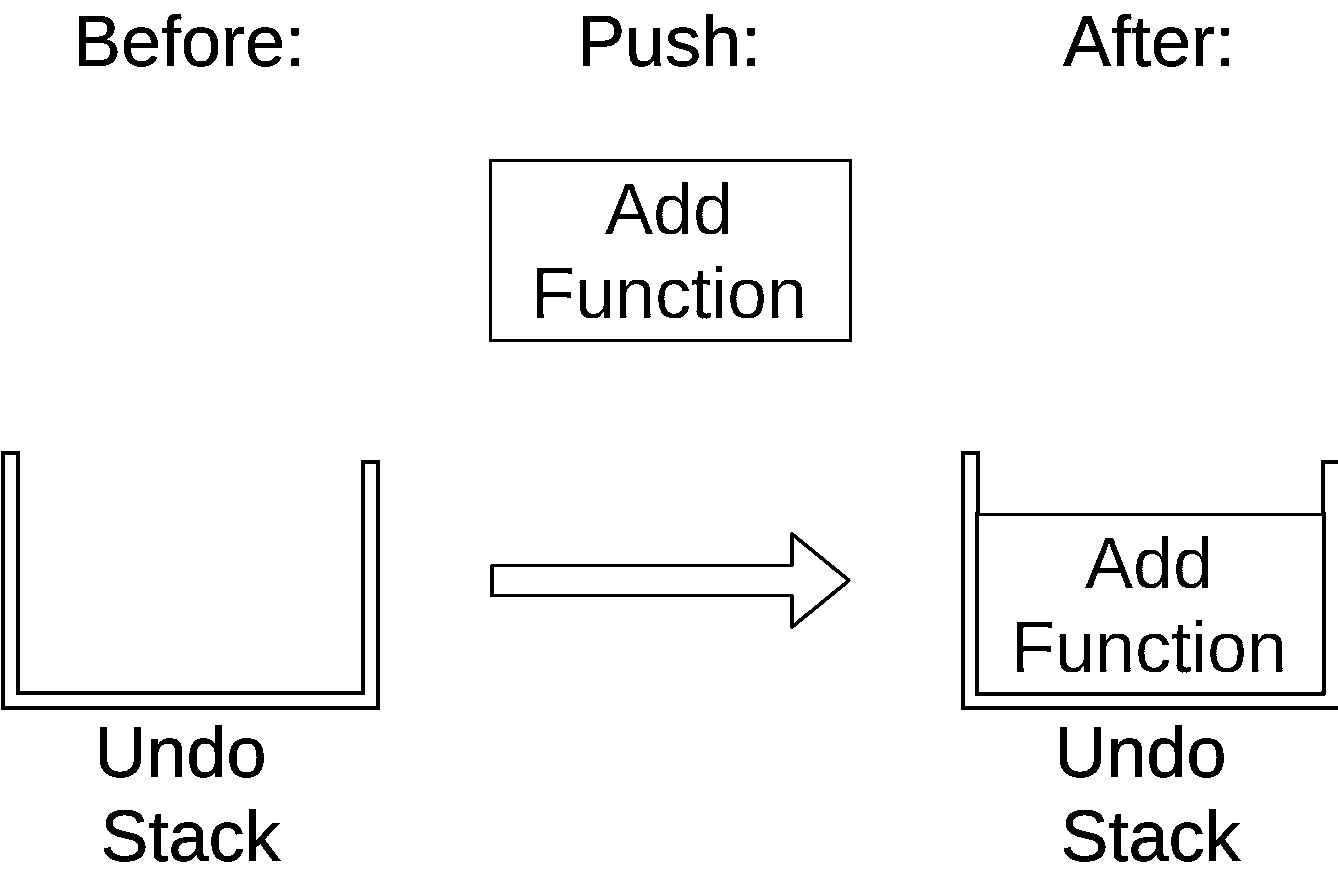 Before:
Push:
After:
Add
Function
Add
Function
Undo
Stack
Undo
Stack